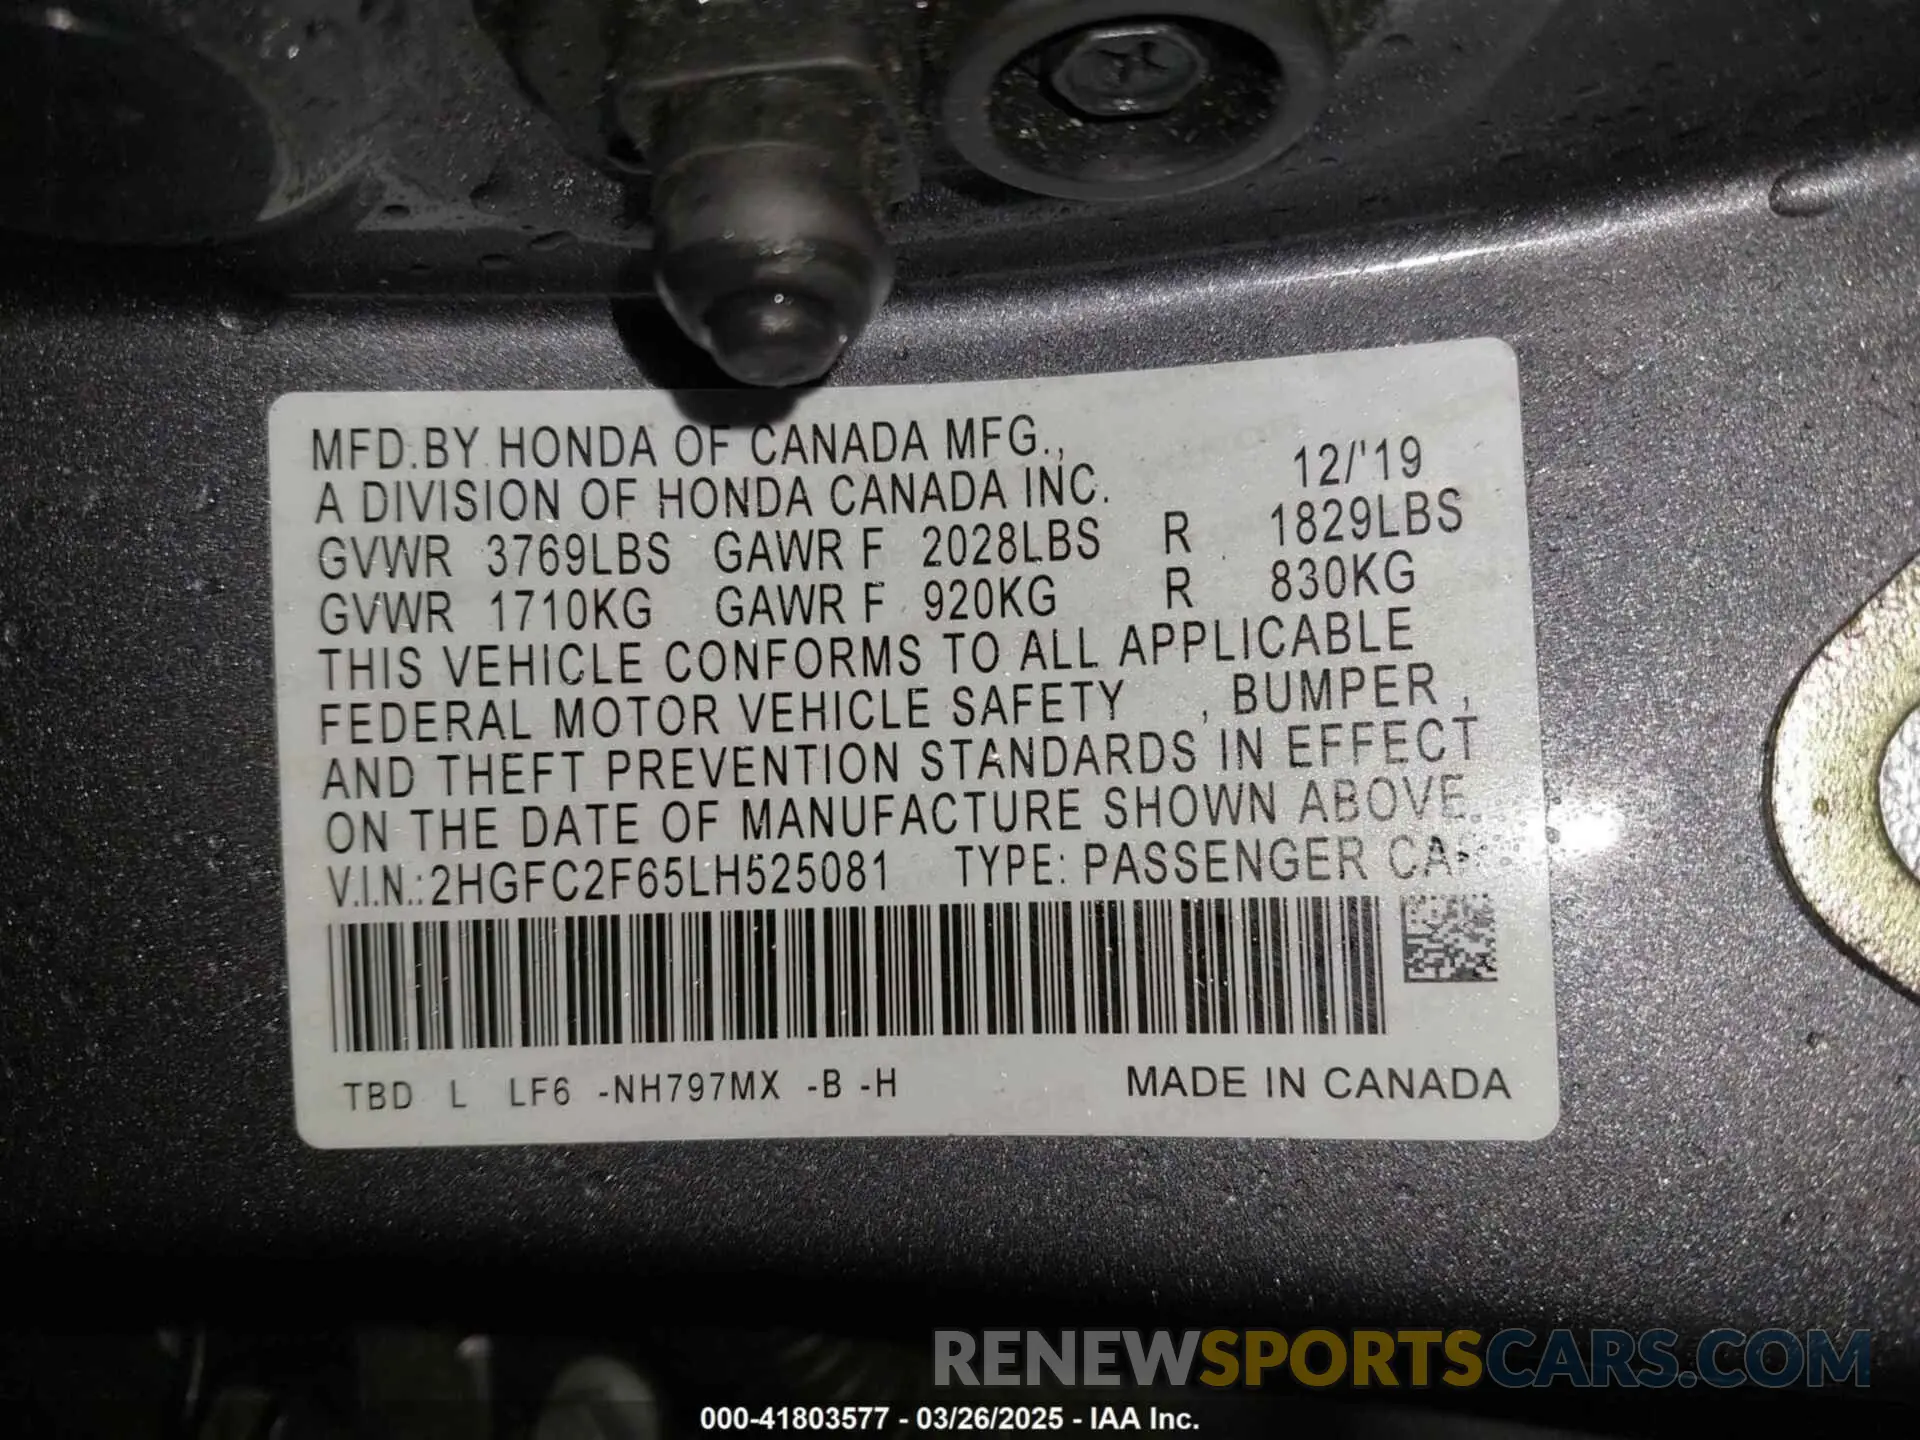 MFD.BY HONDA OF CANADA MFG.,
A DIVISION OF HONDA CANADA INC. 12/'19
GVWR 3769LBS GAWR F 2028LBS R 1829LBS
GVWR 1710KG GAWR F 920KG R 830KG
THIS VEHICLE CONFORMS TO ALL APPLICABLE
FEDERAL MOTOR VEHICLE SAFETY , BUMPER ,
AND THEFT PREVENTION STANDARDS IN EFFECT
ON THE DATE OF MANUFACTURE SHOWN ABOVE.
V.I.N.:2HGFC2F65LH525081 TYPE: PASSENGER CAR
TBD L LF6 -NH797MX -B -H MADE IN CANADA
RENEWSPORTSCARS.COM
000-41803577 - 03/26/2025 - IAA Inc.